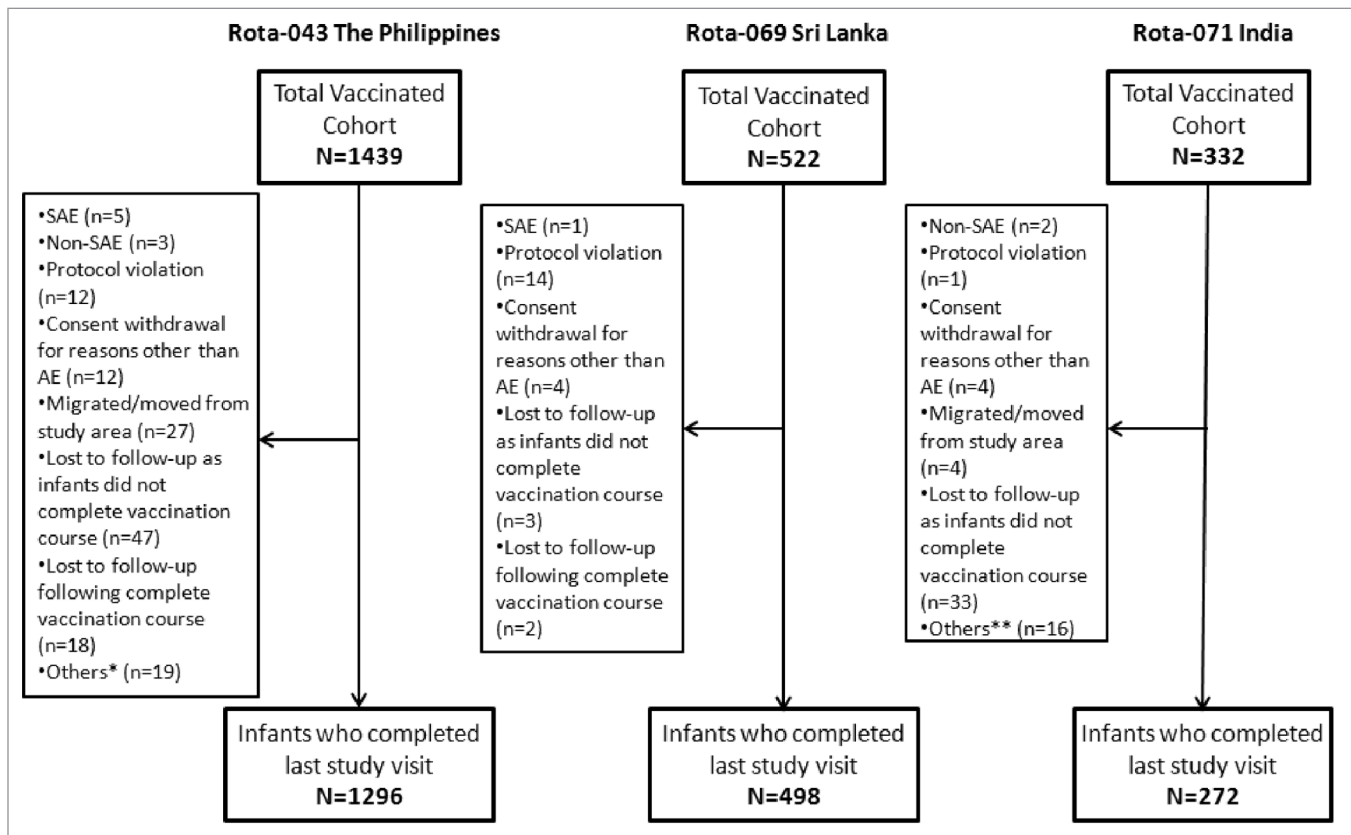 Rota-043 The Philippines
Total Vaccinated
Cohort
N=1439
•SAE (n=5)
•Non-SAE (n=3)
•Protocol violation
(n=12)
•Consent withdrawal
for reasons other than
AE (n=12)
•Migrated/moved from
study area (n=27)
•Lost to follow-up as
infants did not
complete vaccination
course (n=47)
•Lost to follow-up
following complete
vaccination course
(n=18)
•Others* (n=19)
Infants who completed
last study visit
N=1296
Rota-069 Sri Lanka
Total Vaccinated
Cohort
N=522
•SAE (n=1)
•Protocol violation
(n=14)
•Consent
withdrawal for
reasons other than
AE (n=4)
•Lost to follow-up
as infants did not
complete
vaccination course
(n=3)
•Lost to follow-up
following complete
vaccination course
(n=2)
Infants who completed
last study visit
N=498
Rota-071 India
Total Vaccinated
Cohort
N=332
•Non-SAE (n=2)
•Protocol violation
(n=1)
•Consent
withdrawal for
reasons other than
AE (n=4)
•Migrated/moved
from study area
(n=4)
•Lost to follow-up
as infants did not
complete
vaccination course
(n=33)
•Others** (n=16)
Infants who completed
last study visit
N=272